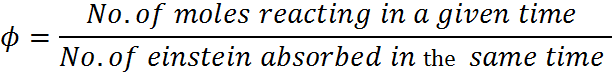 ϕ = No. of moles reacting in a given time
No. of einstein absorbed in the same time